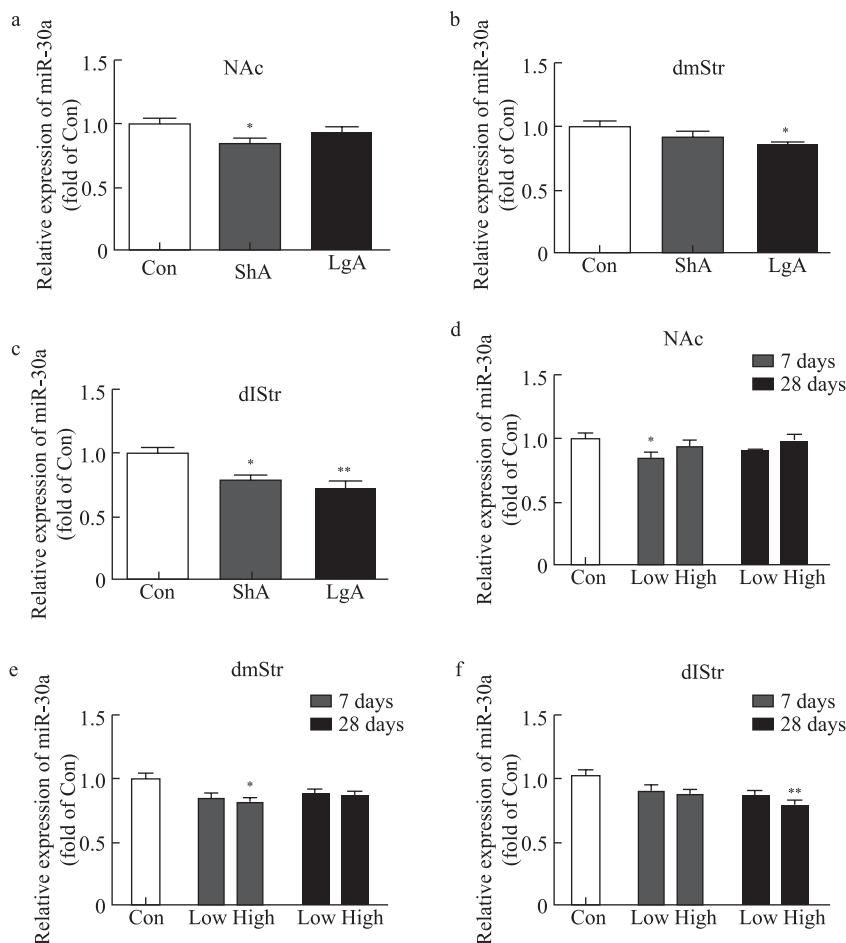 a
Relative expression of miR-30a
(fold of Con)
NAc
1.5
1.0
0.5
0
*
Con
ShA
LgA
b
Relative expression of miR-30a
(fold of Con)
dmStr
1.5
1.0
0.5
0
*
Con
ShA
LgA
c
Relative expression of miR-30a
(fold of Con)
dIStr
1.5
1.0
0.5
0
*
**
Con
ShA
LgA
d
Relative expression of miR-30a
(fold of Con)
NAc
7 days
28 days
1.5
1.0
0.5
0
*
Con
Low High
Low High
e
Relative expression of miR-30a
(fold of Con)
dmStr
7 days
28 days
1.5
1.0
0.5
0
*
Con
Low High
Low High
f
Relative expression of miR-30a
(fold of Con)
dIStr
7 days
28 days
1.5
1.0
0.5
0
**
Con
Low High
Low High